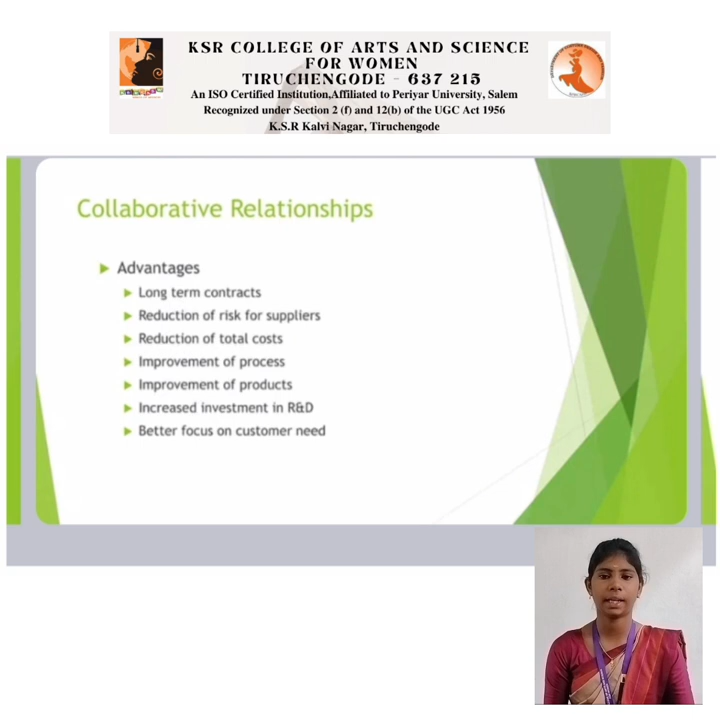 KSR COLLEGE OF ARTS AND SCIENCE
FOR WOMEN
TIRUCHENGODE - 637 215
An ISO Certified Institution,Affiliated to Periyar University, Salem
Recognized under Section 2 (f) and 12(b) of the UGC Act 1956
K.S.R Kalvi Nagar, Tiruchengode
Collaborative Relationships
Advantages
Long term contracts
Reduction of risk for suppliers
Reduction of total costs
Improvement of process
Improvement of products
Increased investment in R&D
Better focus on customer need